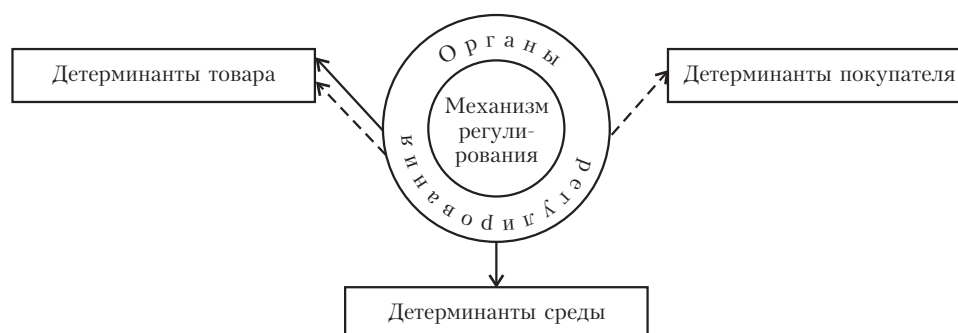 Органы
регулирования
Механизм
регули-
рования
Детерминанты товара
Детерминанты покупателя
Детерминанты среды